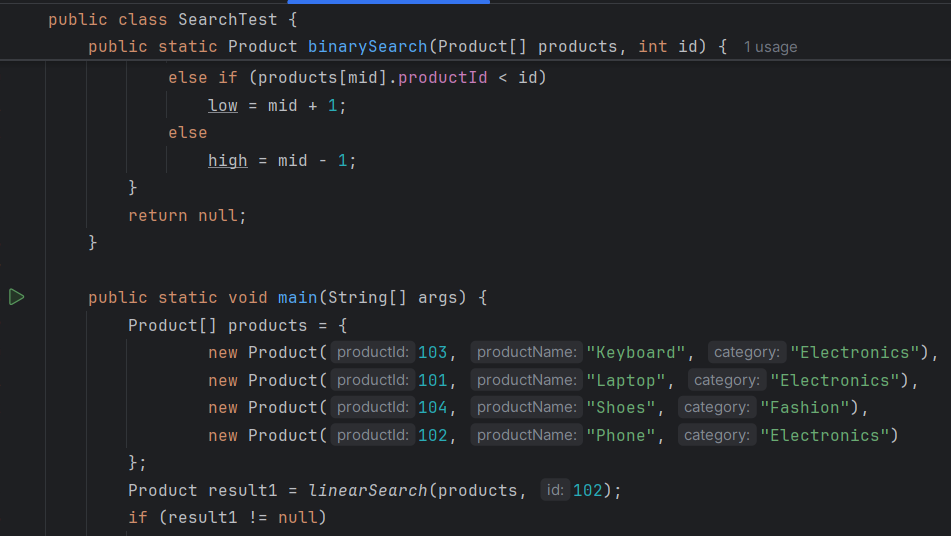 public class SearchTest {
public static Product binarySearch(Product[] products, int id) { 1 usage
else if (products[mid].productId < id)
low = mid + 1;
else
high = mid - 1;
}
return null;
}
public static void main(String[] args) {
Product[] products = {
new Product( productId: 103, productName: "Keyboard", category: "Electronics"),
new Product( productId: 101, productName: "Laptop", category: "Electronics"),
new Product( productId: 104, productName: "Shoes", category: "Fashion"),
new Product( productId: 102, productName: "Phone", category: "Electronics")
};
Product result1 = linearSearch(products, id: 102);
if (result1 != null)